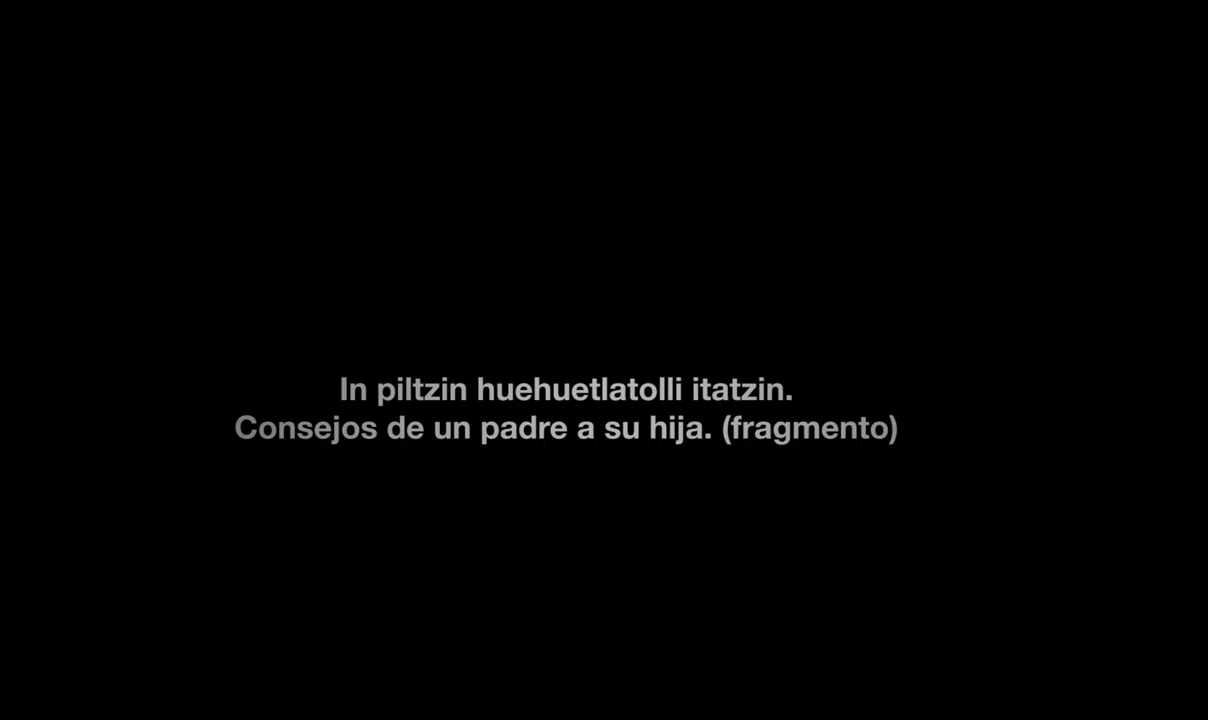 In piltzin huehuetlatolli itatzin.
Consejos de un padre a su hija. (fragmento)